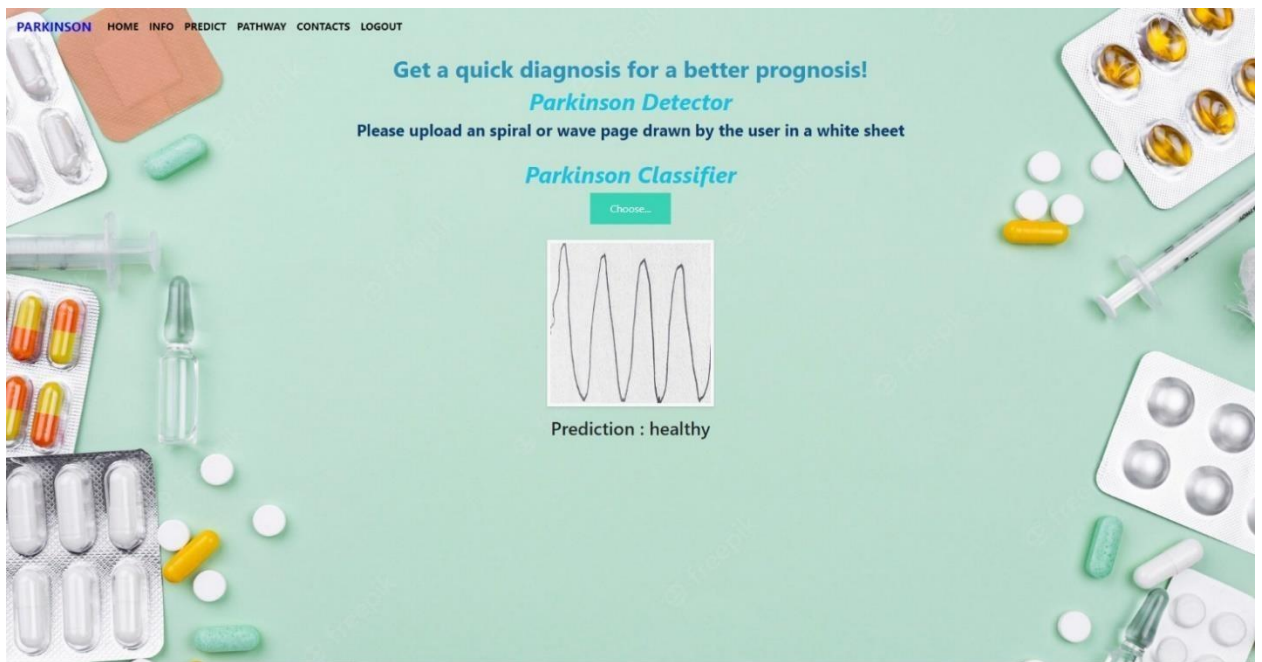 PARKINSON HOME INFO PREDICT PATHWAY CONTACTS LOGOUT
Get a quick diagnosis for a better prognosis!
Parkinson Detector
Please upload an spiral or wave page drawn by the user in a white sheet
Parkinson Classifier
Choose...
Prediction : healthy